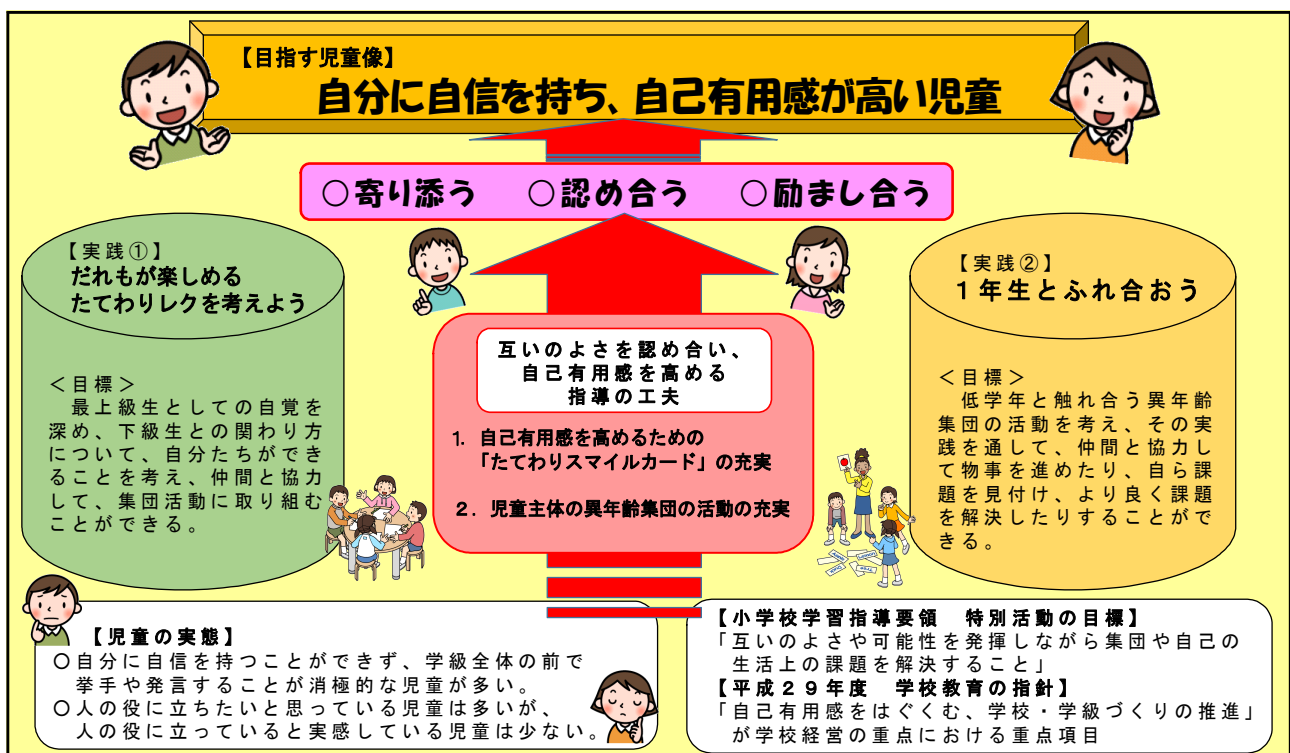 【目指す児童像】
自分に自信を持ち、自己有用感が高い児童
○寄り添う　○認め合う　○励まし合う
【実践①】
だれもが楽しめる
たてわりレクを考えよう
＜目標＞
最上級生としての自覚を
深め、下級生との関わり方
について、自分たちができ
ることを考え、仲間と協力
して、集団活動に取り組む
ことができる。
互いのよさを認め合い、
自己有用感を高める
指導の工夫
1. 自己有用感を高めるための
「たてわりスマイルカード」の充実
２．児童主体の異年齢集団の活動の充実
【実践②】
１年生とふれ合おう
＜目標＞
低学年と触れ合う異年齢
集団の活動を考え、その実
践を通して、仲間と協力し
て物事を進めたり、自ら課
題を見付け、より良く課題
を解決したりすることがで
きる。
【児童の実態】
○自分に自信を持つことができず、学級全体の前で
挙手や発言することが消極的な児童が多い。
○人の役に立ちたいと思っている児童は多いが、
人の役に立っていると実感している児童は少ない。
【小学校学習指導要領　特別活動の目標】
「互いのよさや可能性を発揮しながら集団や自己の
生活上の課題を解決すること」
【平成２９年度　学校教育の指針】
「自己有用感をはぐくむ、学校・学級づくりの推進」
が学校経営の重点における重点項目